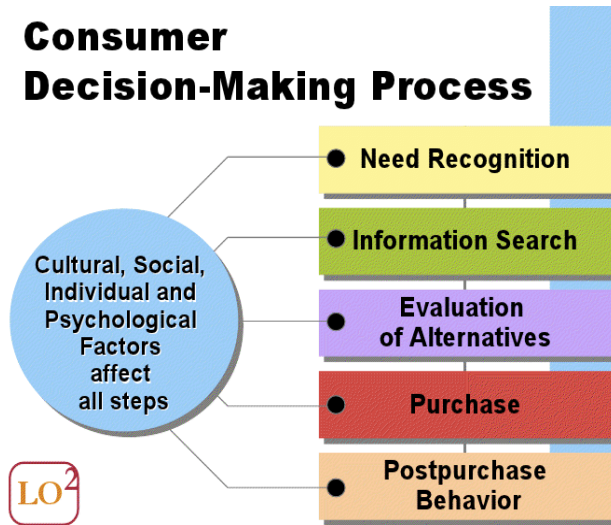 Consumer
Decision-Making Process
Need Recognition
Information Search
Evaluation
of Alternatives
Purchase
Postpurchase
Behavior
Cultural, Social,
Individual and
Psychological
Factors
affect
all steps
LO2